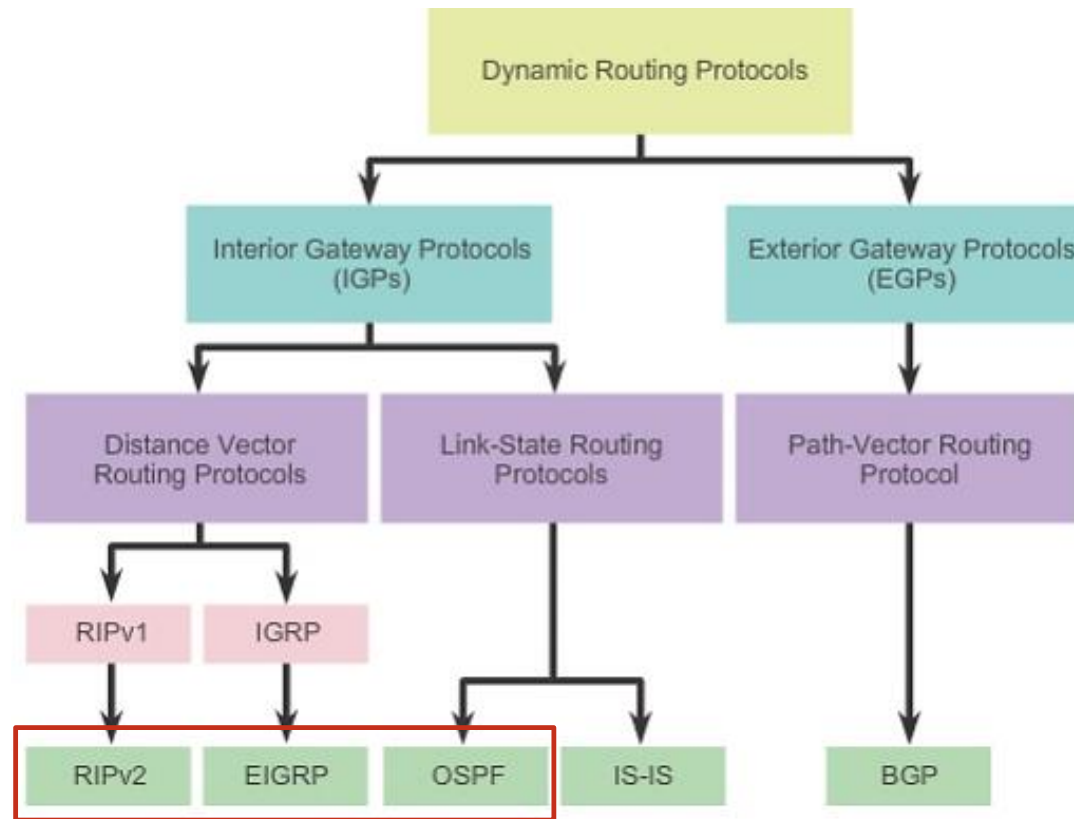 Dynamic Routing Protocols
Interior Gateway Protocols
(IGPs)
Exterior Gateway Protocols
(EGPs)
Distance Vector
Routing Protocols
Link-State Routing
Protocols
Path-Vector Routing
Protocol
RIPv1
IGRP
RIPv2
EIGRP
OSPF
IS-IS
BGP